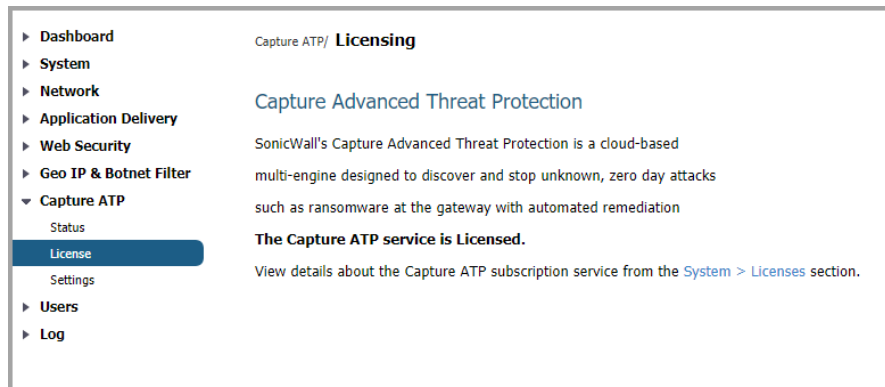 Dashboard
System
Network
Application Delivery
Web Security
Geo IP & Botnet Filter
Capture ATP
Status
License
Settings
Users
Log
Capture ATP/ Licensing
Capture Advanced Threat Protection
SonicWall's Capture Advanced Threat Protection is a cloud-based
multi-engine designed to discover and stop unknown, zero day attacks
such as ransomware at the gateway with automated remediation
The Capture ATP service is Licensed.
View details about the Capture ATP subscription service from the System > Licenses section.